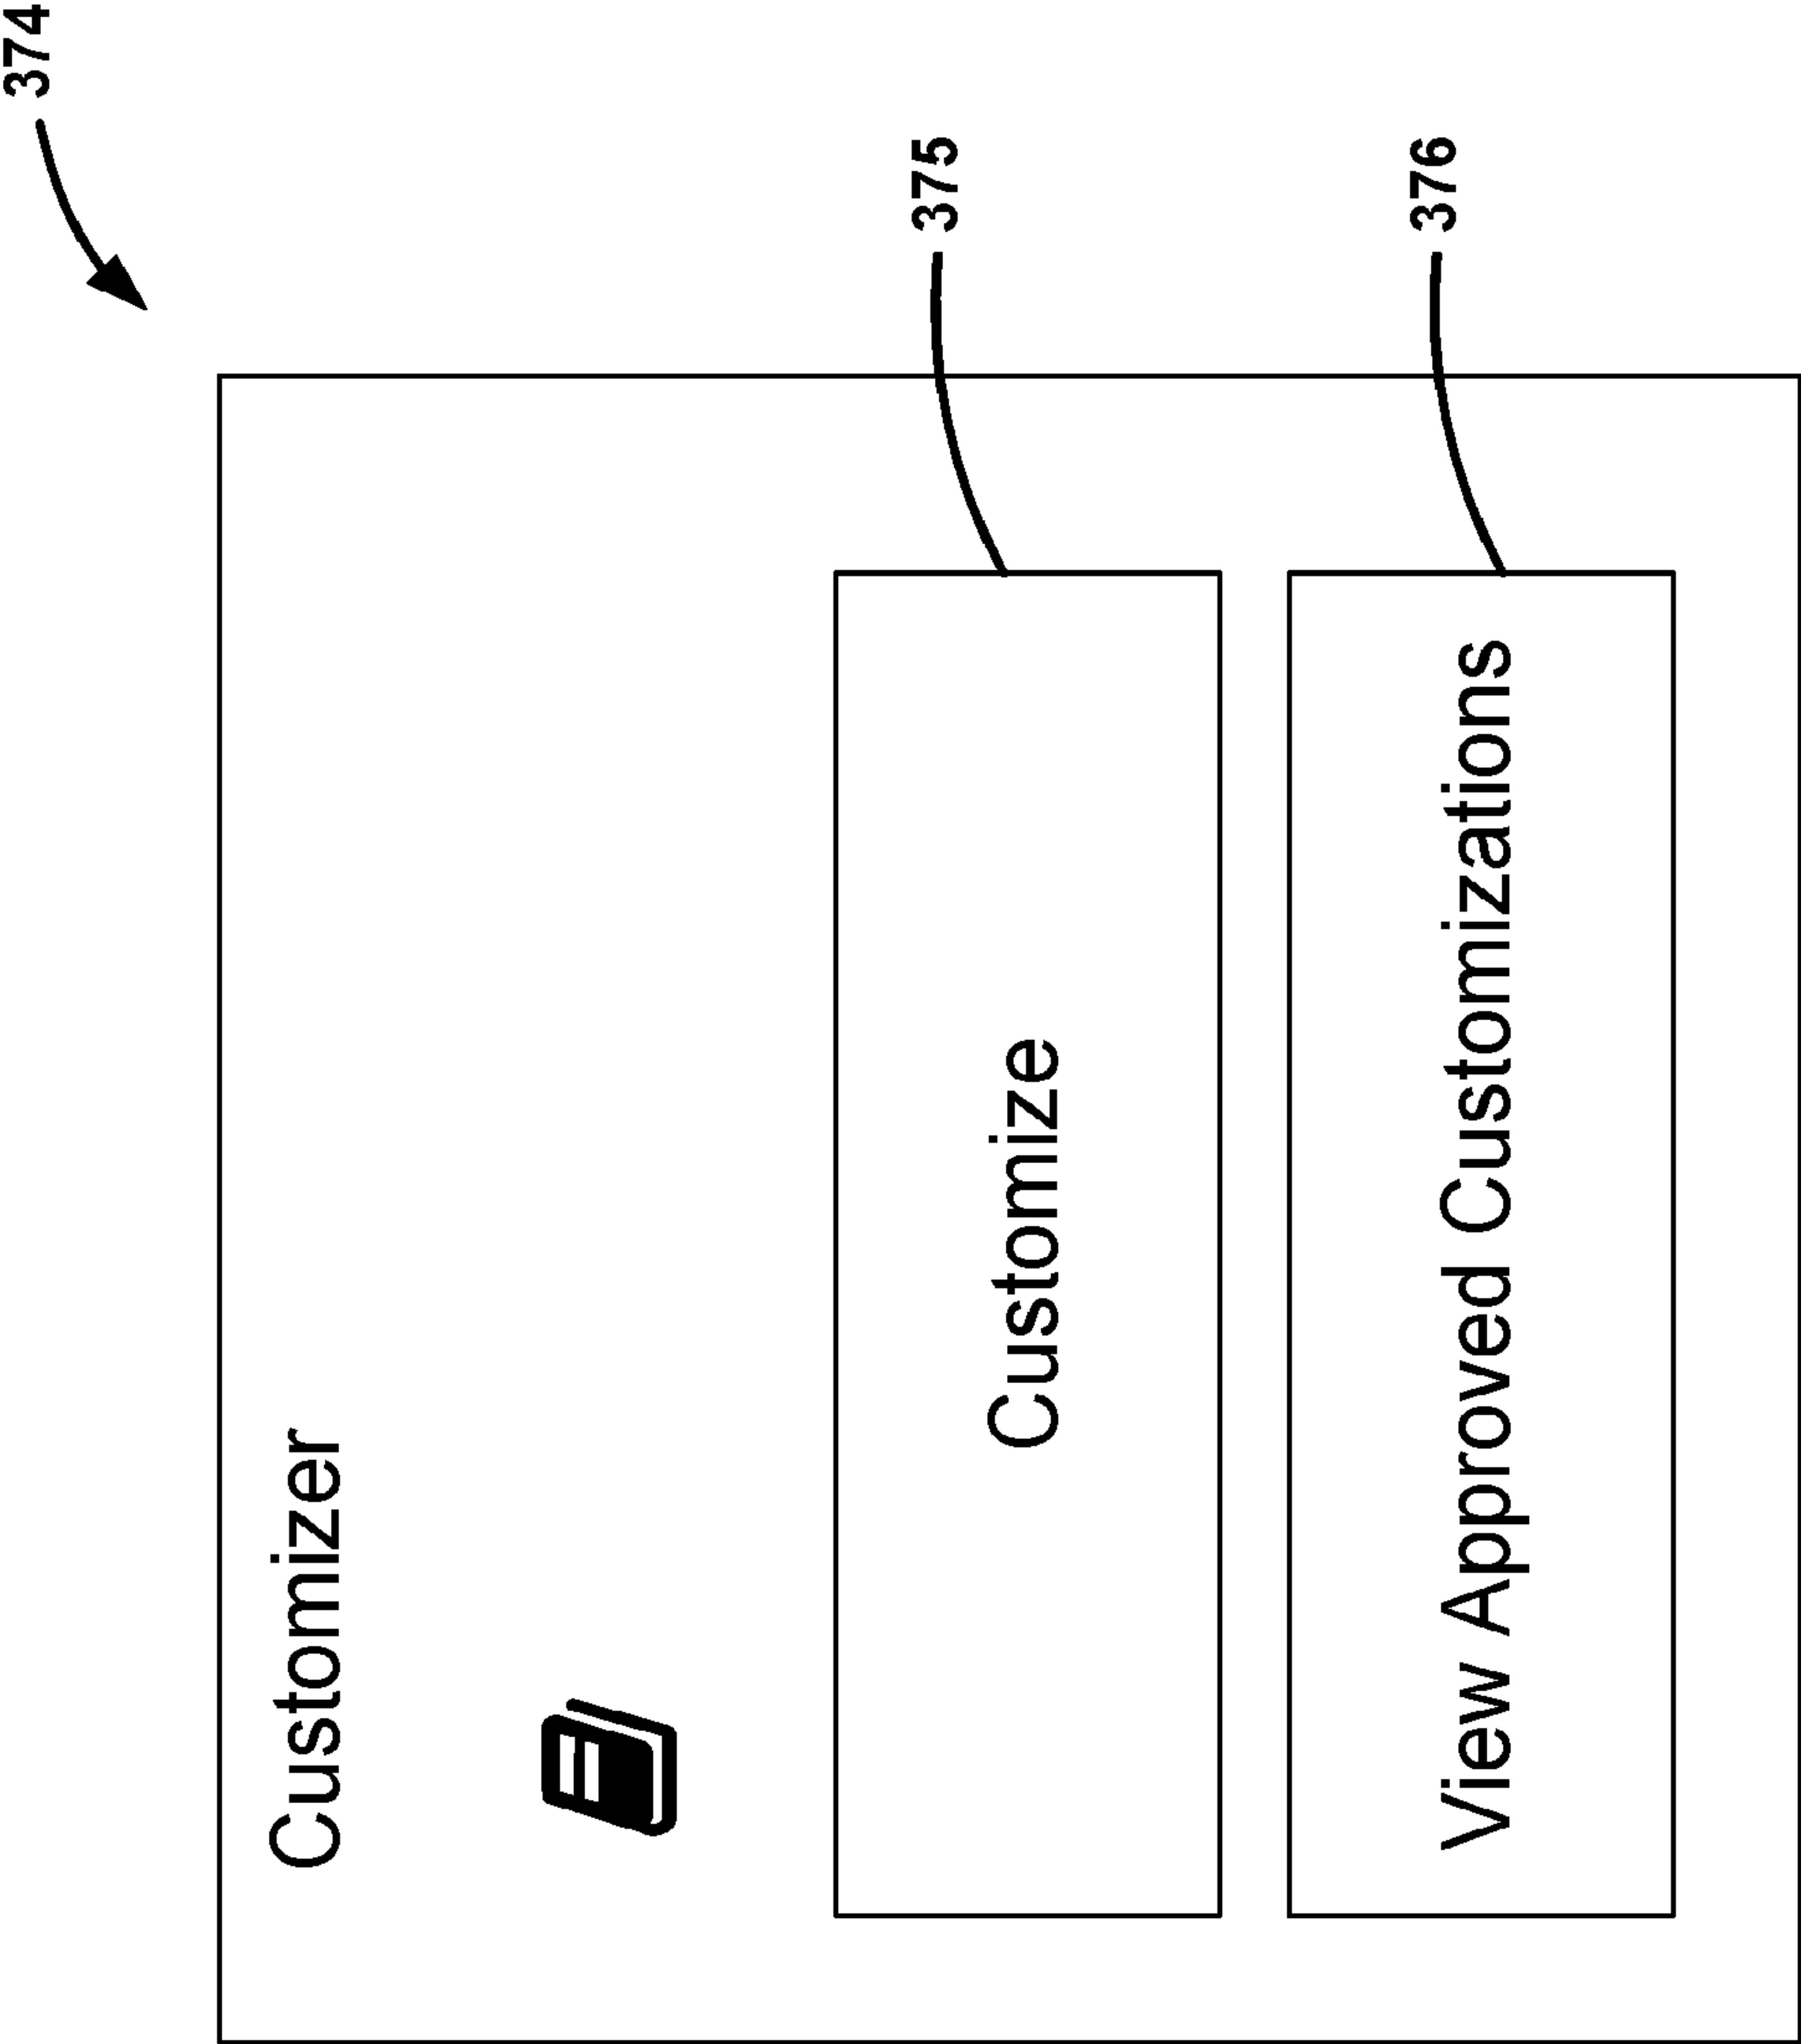 374
Customizer
Customize
375
View Approved Customizations
376